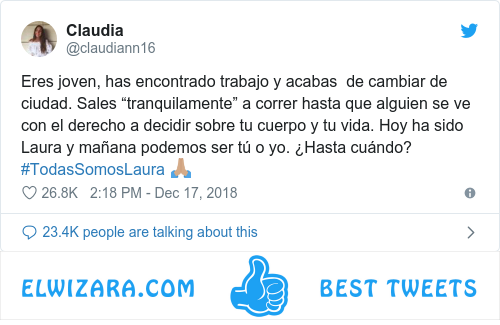 Claudia
@claudiann16
Eres joven, has encontrado trabajo y acabas  de cambiar de
ciudad. Sales “tranquilamente” a correr hasta que alguien se ve
con el derecho a decidir sobre tu cuerpo y tu vida. Hoy ha sido
Laura y mañana podemos ser tú o yo. ¿Hasta cuándo?
#TodasSomosLaura 🙏🏽
26.8K 2:18 PM - Dec 17, 2018
23.4K people are talking about this
ELWIZARA.COM BEST TWEETS